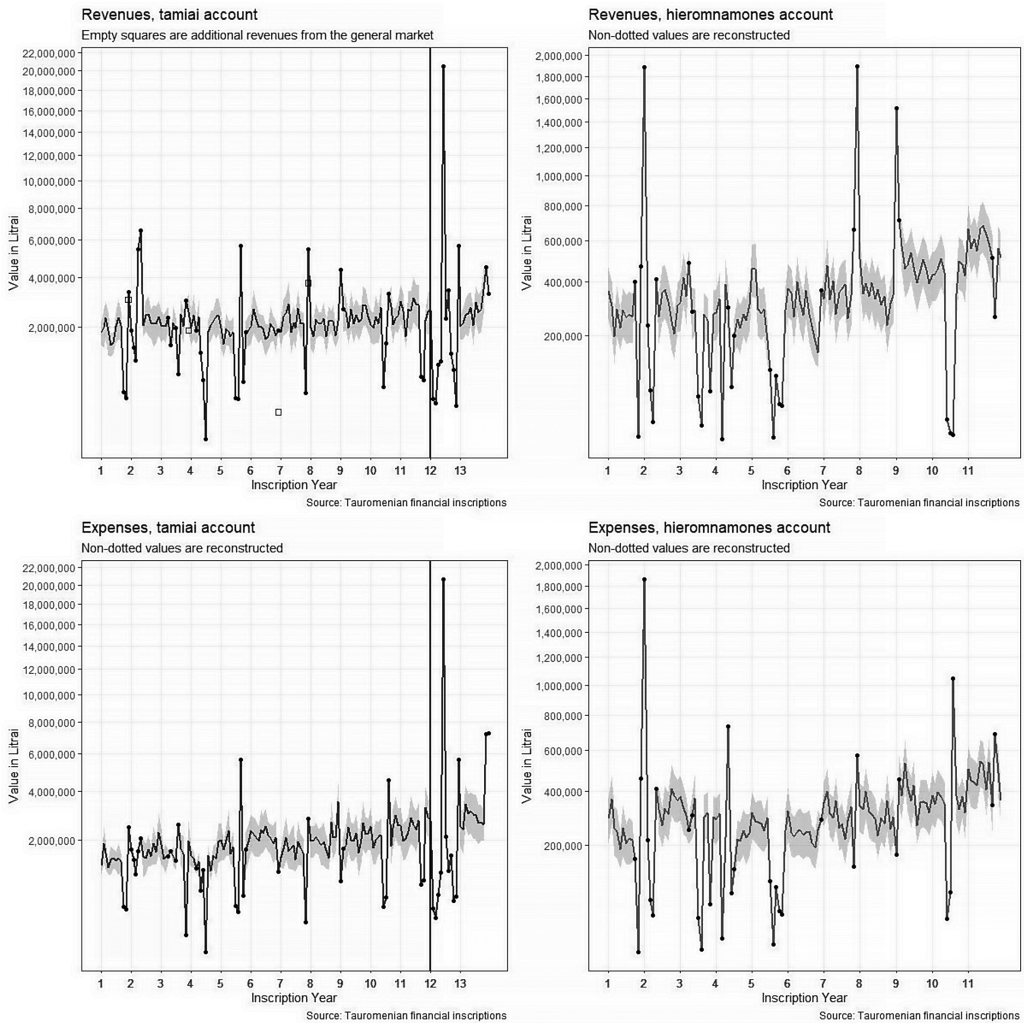 Revenues, tamiai account
Empty squares are additional revenues from the general market
22,000,000
20,000,000
18,000,000
16,000,000
14,000,000
12,000,000
10,000,000
8,000,000
6,000,000
4,000,000
2,000,000
Value in Litrai
1 2 3 4 5 6 7 8 9 10 11 12 13
Inscription Year
Source: Tauromenian financial inscriptions
Revenues, hieromnamones account
Non-dotted values are reconstructed
2,000,000
1,800,000
1,600,000
1,400,000
1,200,000
1,000,000
800,000
600,000
400,000
200,000
Value in Litrai
1 2 3 4 5 6 7 8 9 10 11
Inscription Year
Source: Tauromenian financial inscriptions
Expenses, tamiai account
Non-dotted values are reconstructed
22,000,000
20,000,000
18,000,000
16,000,000
14,000,000
12,000,000
10,000,000
8,000,000
6,000,000
4,000,000
2,000,000
Value in Litrai
1 2 3 4 5 6 7 8 9 10 11 12 13
Inscription Year
Source: Tauromenian financial inscriptions
Expenses, hieromnamones account
Non-dotted values are reconstructed
2,000,000
1,800,000
1,600,000
1,400,000
1,200,000
1,000,000
800,000
600,000
400,000
200,000
Value in Litrai
1 2 3 4 5 6 7 8 9 10 11
Inscription Year
Source: Tauromenian financial inscriptions